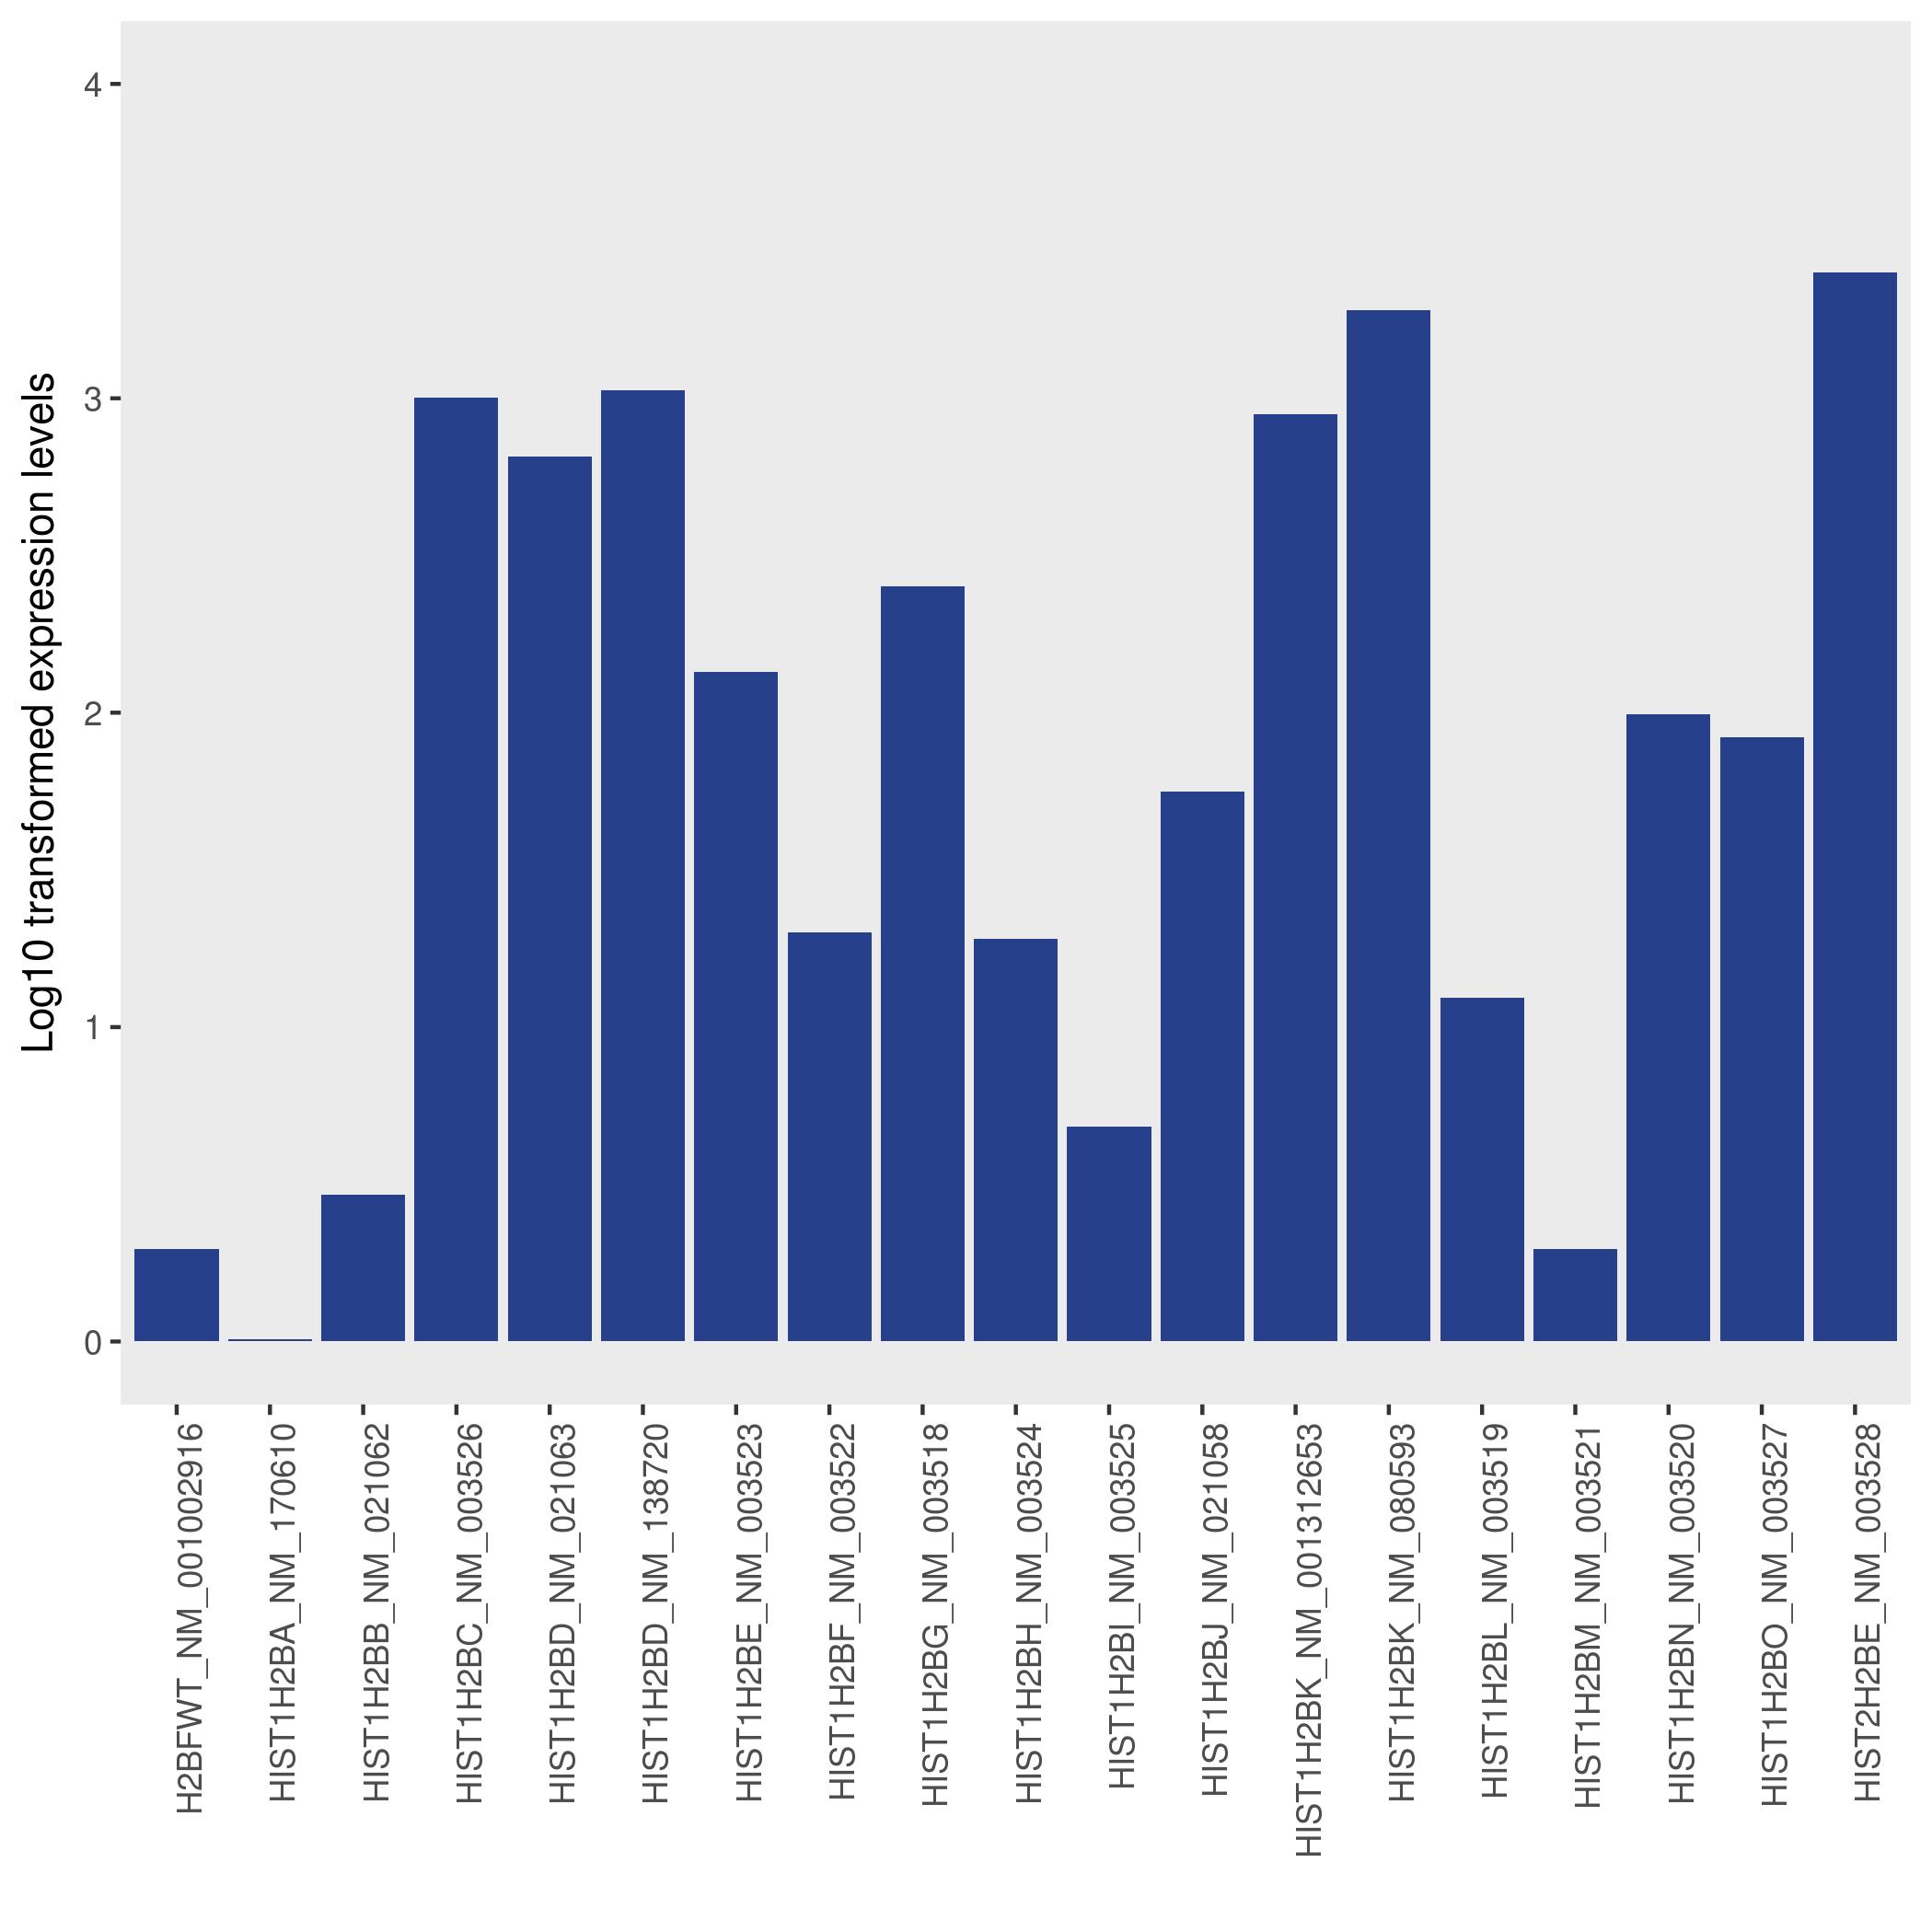 Log10 transformed expression levels
4
3
2
1
0
H2BFWT_NM_001002916
HIST1H2BA_NM_170610
HIST1H2BB_NM_021062
HIST1H2BC_NM_003526
HIST1H2BD_NM_021063
HIST1H2BD_NM_138720
HIST1H2BE_NM_003523
HIST1H2BF_NM_003522
HIST1H2BG_NM_003518
HIST1H2BH_NM_003524
HIST1H2BI_NM_003525
HIST1H2BJ_NM_021058
HIST1H2BK_NM_001312653
HIST1H2BK_NM_080593
HIST1H2BL_NM_003519
HIST1H2BM_NM_003521
HIST1H2BN_NM_003520
HIST1H2BO_NM_003527
HIST2H2BE_NM_003528